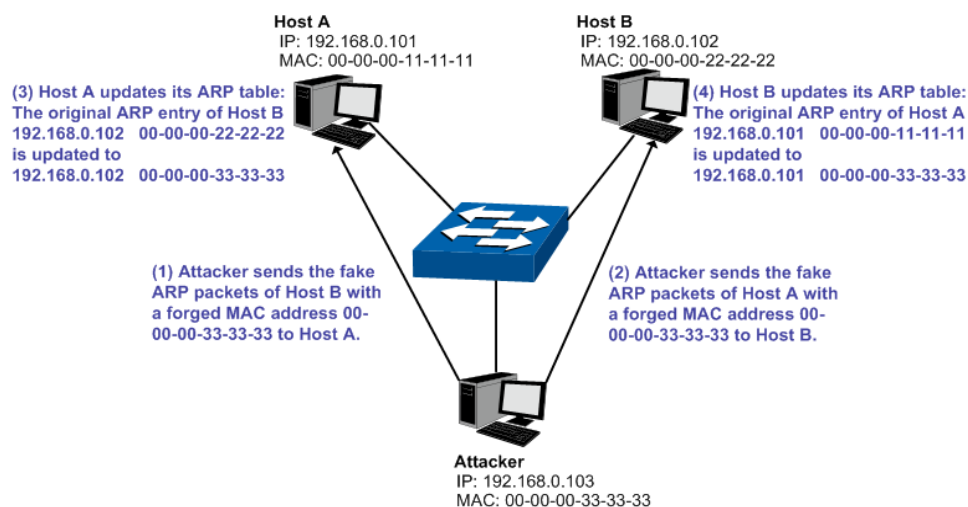 Host A
IP: 192.168.0.101
MAC: 00-00-00-11-11-11
Host B
IP: 192.168.0.102
MAC: 00-00-00-22-22-22
(3) Host A updates its ARP table:
The original ARP entry of Host B
192.168.0.102 00-00-00-22-22-22
is updated to
192.168.0.102 00-00-00-33-33-33
(4) Host B updates its ARP table:
The original ARP entry of Host A
192.168.0.101 00-00-00-11-11-11
is updated to
192.168.0.101 00-00-00-33-33-33
(1) Attacker sends the fake
ARP packets of Host B with
a forged MAC address 00-
00-00-33-33-33 to Host A.
(2) Attacker sends the fake
ARP packets of Host A with
a forged MAC address 00-
00-00-33-33-33 to Host B.
Attacker
IP: 192.168.0.103
MAC: 00-00-00-33-33-33